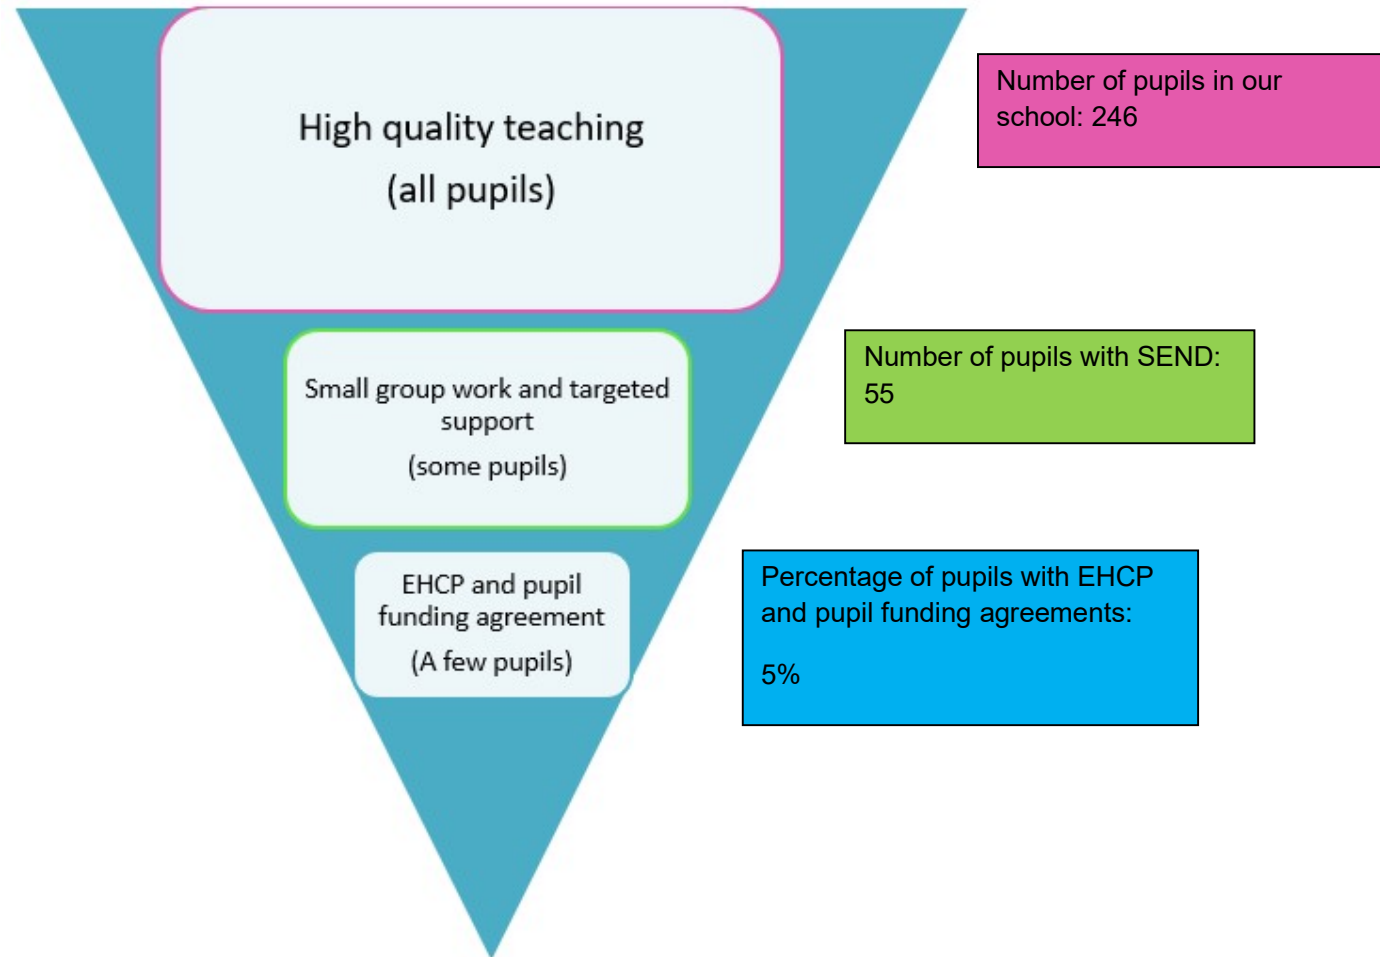 High quality teaching
(all pupils)
Number of pupils in our
school: 246
Small group work and targeted
support
(some pupils)
Number of pupils with SEND:
55
EHCP and pupil
funding agreement
(A few pupils)
Percentage of pupils with EHCP
and pupil funding agreements:
5%